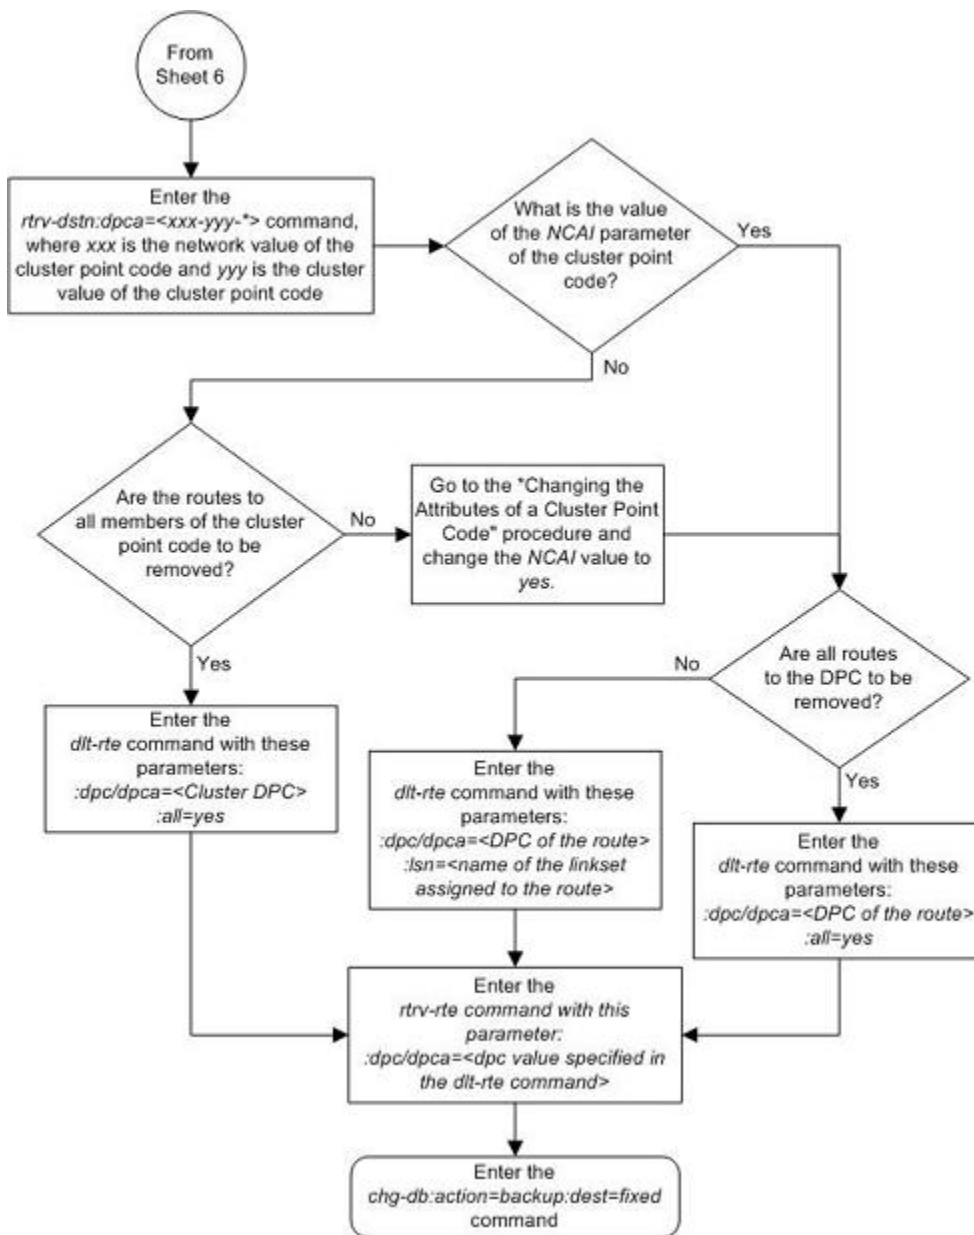 From
Sheet 6
Enter the
rtrv-dstn:dpca=<xxx-yyy-*> command,
where xxx is the network value of the
cluster point code and yyy is the cluster
value of the cluster point code
What is the value
of the NCAI parameter
of the cluster point
code?
Yes
No
Are the routes to
all members of the cluster
point code to be
removed?
No
Go to the "Changing the
Attributes of a Cluster Point
Code" procedure and
change the NCAI value to
yes.
Yes
Are all routes
to the DPC to be
removed?
No
Yes
Enter the
dlt-rte command with these
parameters:
:dpc/dpca=<Cluster DPC>
:all=yes
Enter the
dlt-rte command with these
parameters:
:dpc/dpca=<DPC of the route>
:lsn=<name of the linkset
assigned to the route>
Enter the
dlt-rte command with these
parameters:
:dpc/dpca=<DPC of the route>
:all=yes
Enter the
rtrv-rte command with this
parameter:
:dpc/dpca=<dpc value specified in
the dlt-rte command>
Enter the
chg-db:action=backup:dest=fixed
command